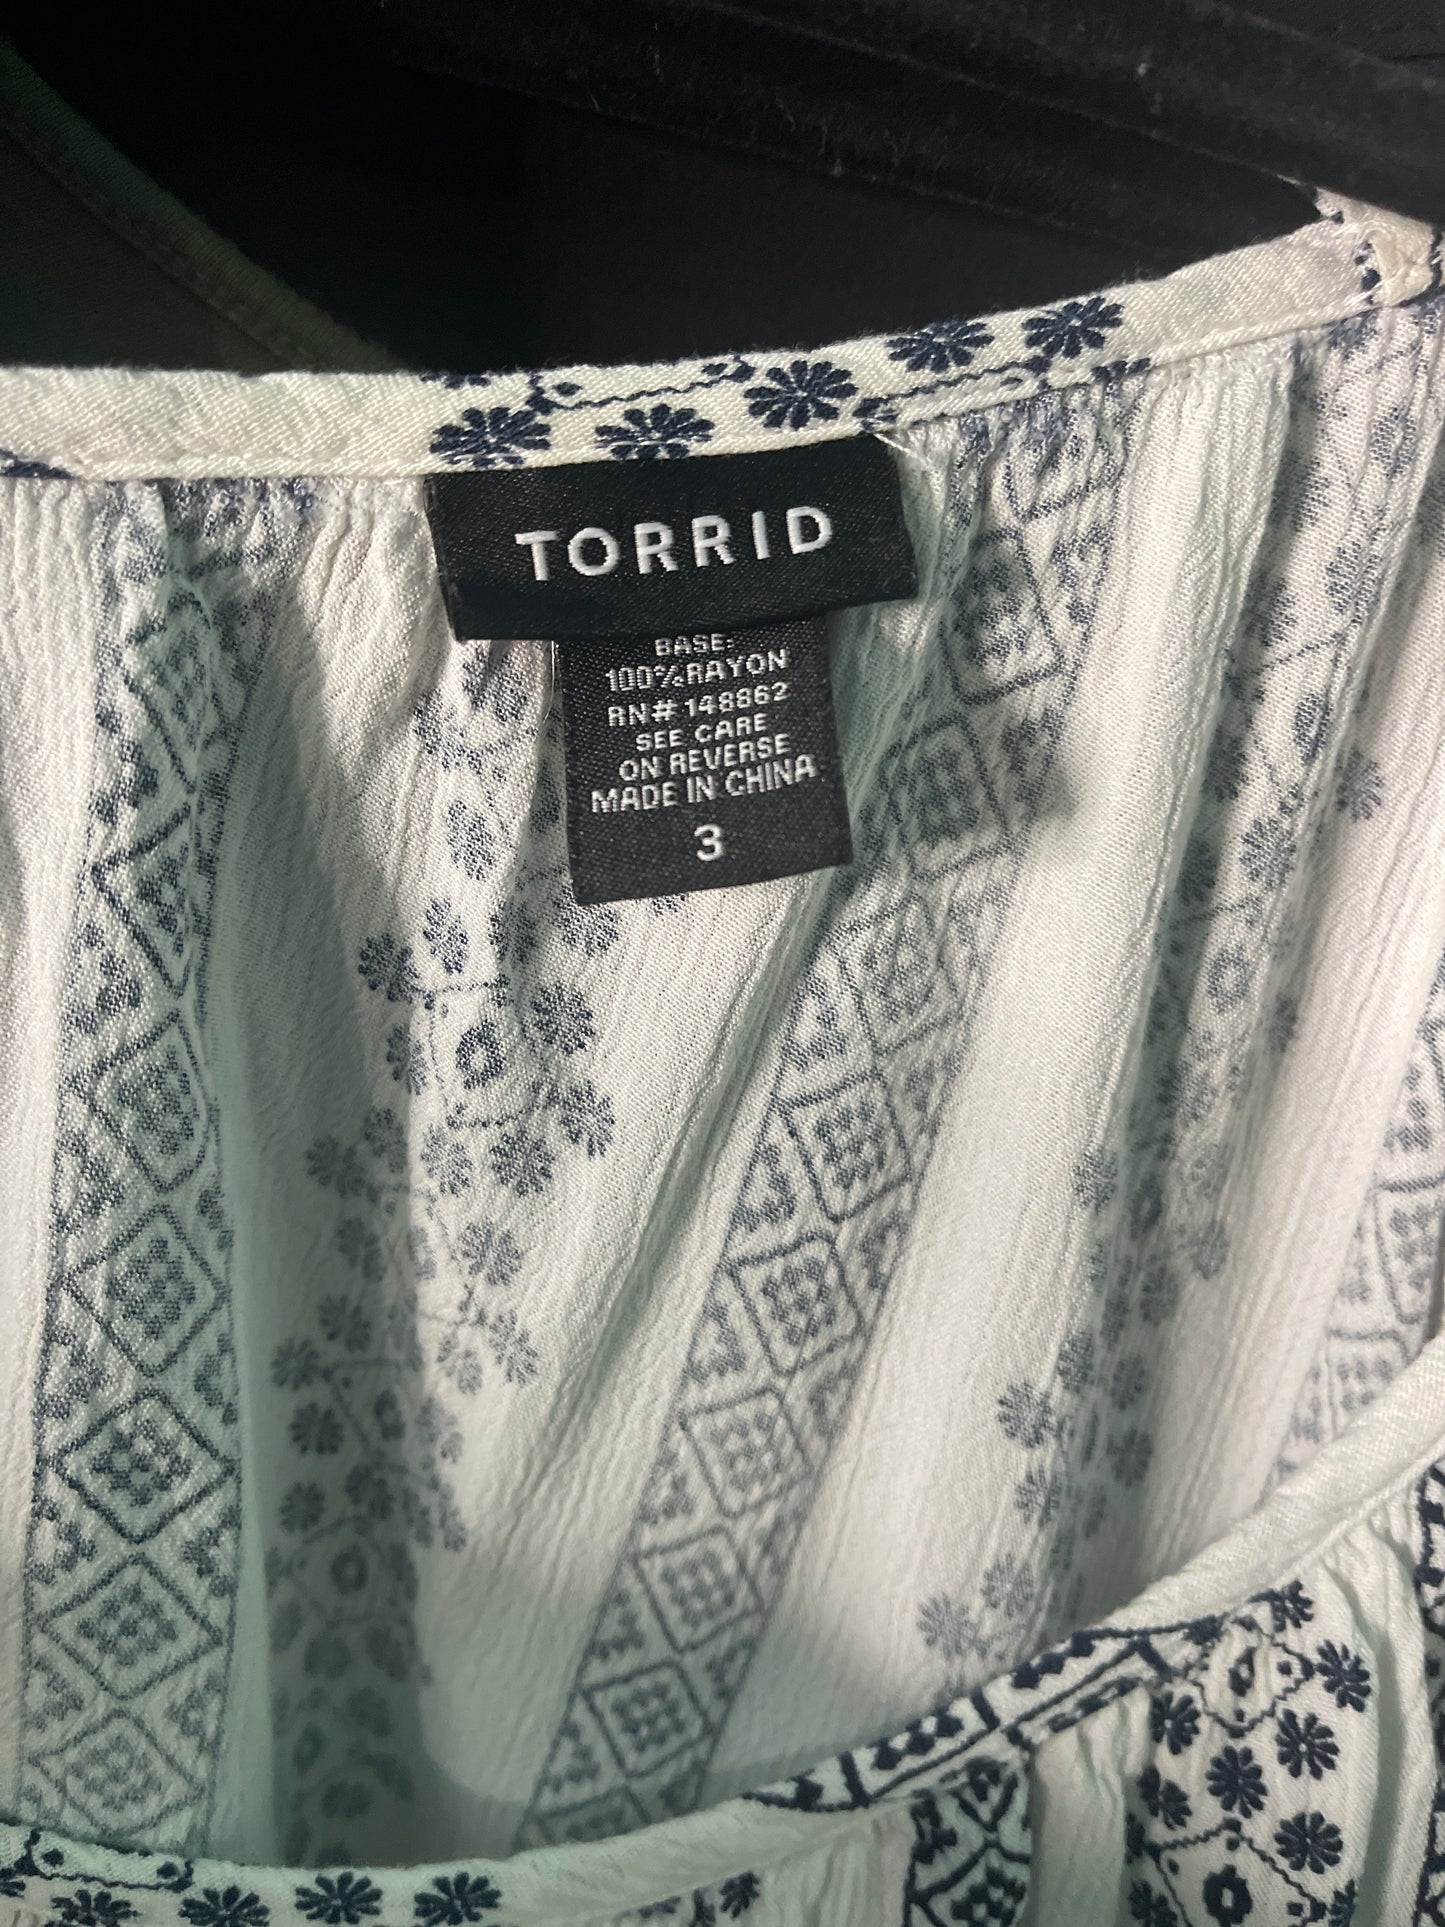 TORRID
BASE:
100% RAYON
RN# 148862
SEE CARE
ON REVERSE
MADE IN CHINA
3